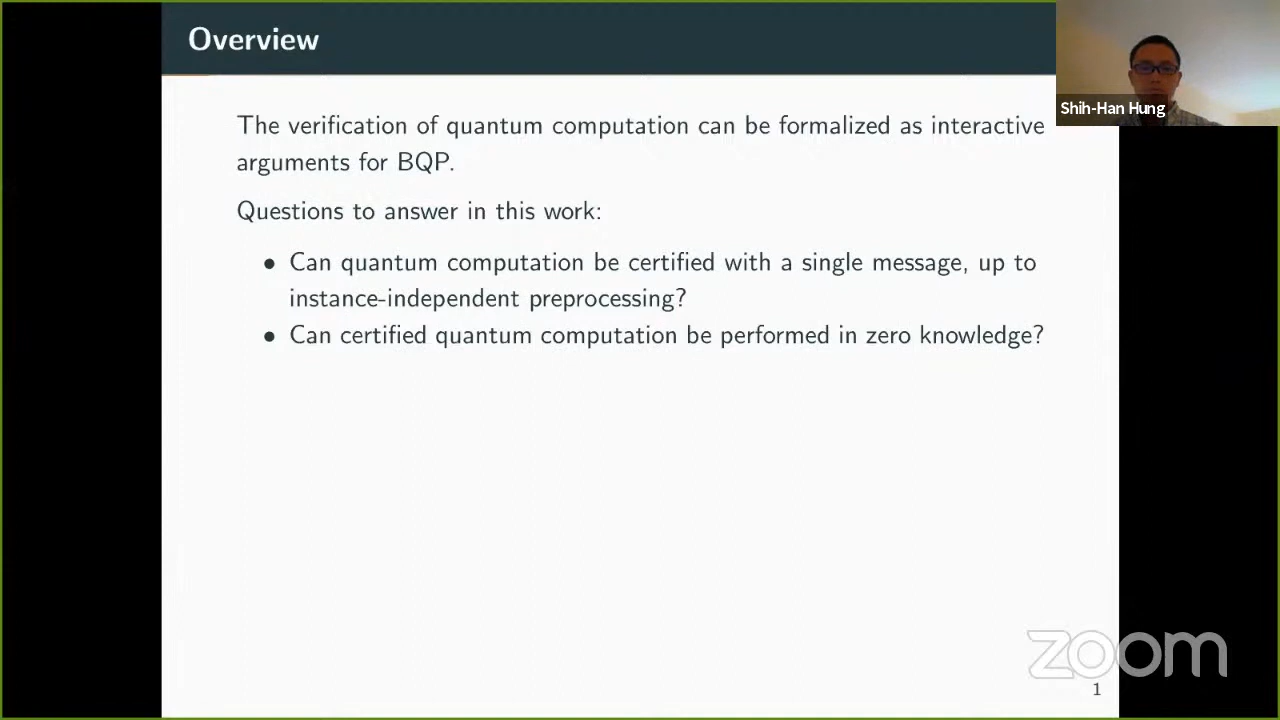 Overview
Shih-Han Hung
The verification of quantum computation can be formalized as interactive
arguments for BQP.
Questions to answer in this work:
• Can quantum computation be certified with a single message, up to
instance-independent preprocessing?
• Can certified quantum computation be performed in zero knowledge?
zoom
1